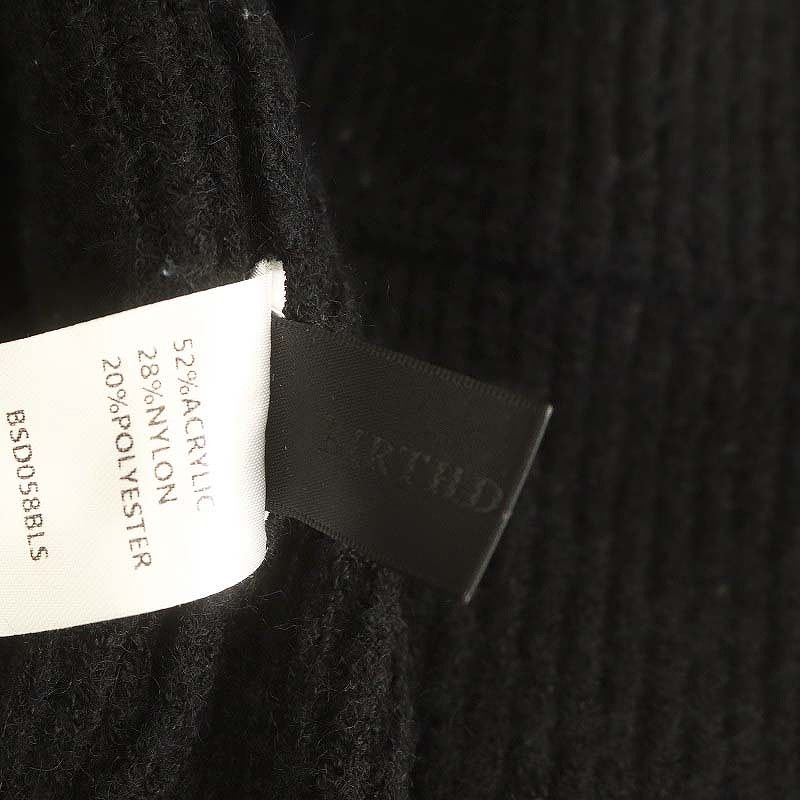 52%ACRYLIC
28%NYLON
20%POLYESTER
BSD058BLS